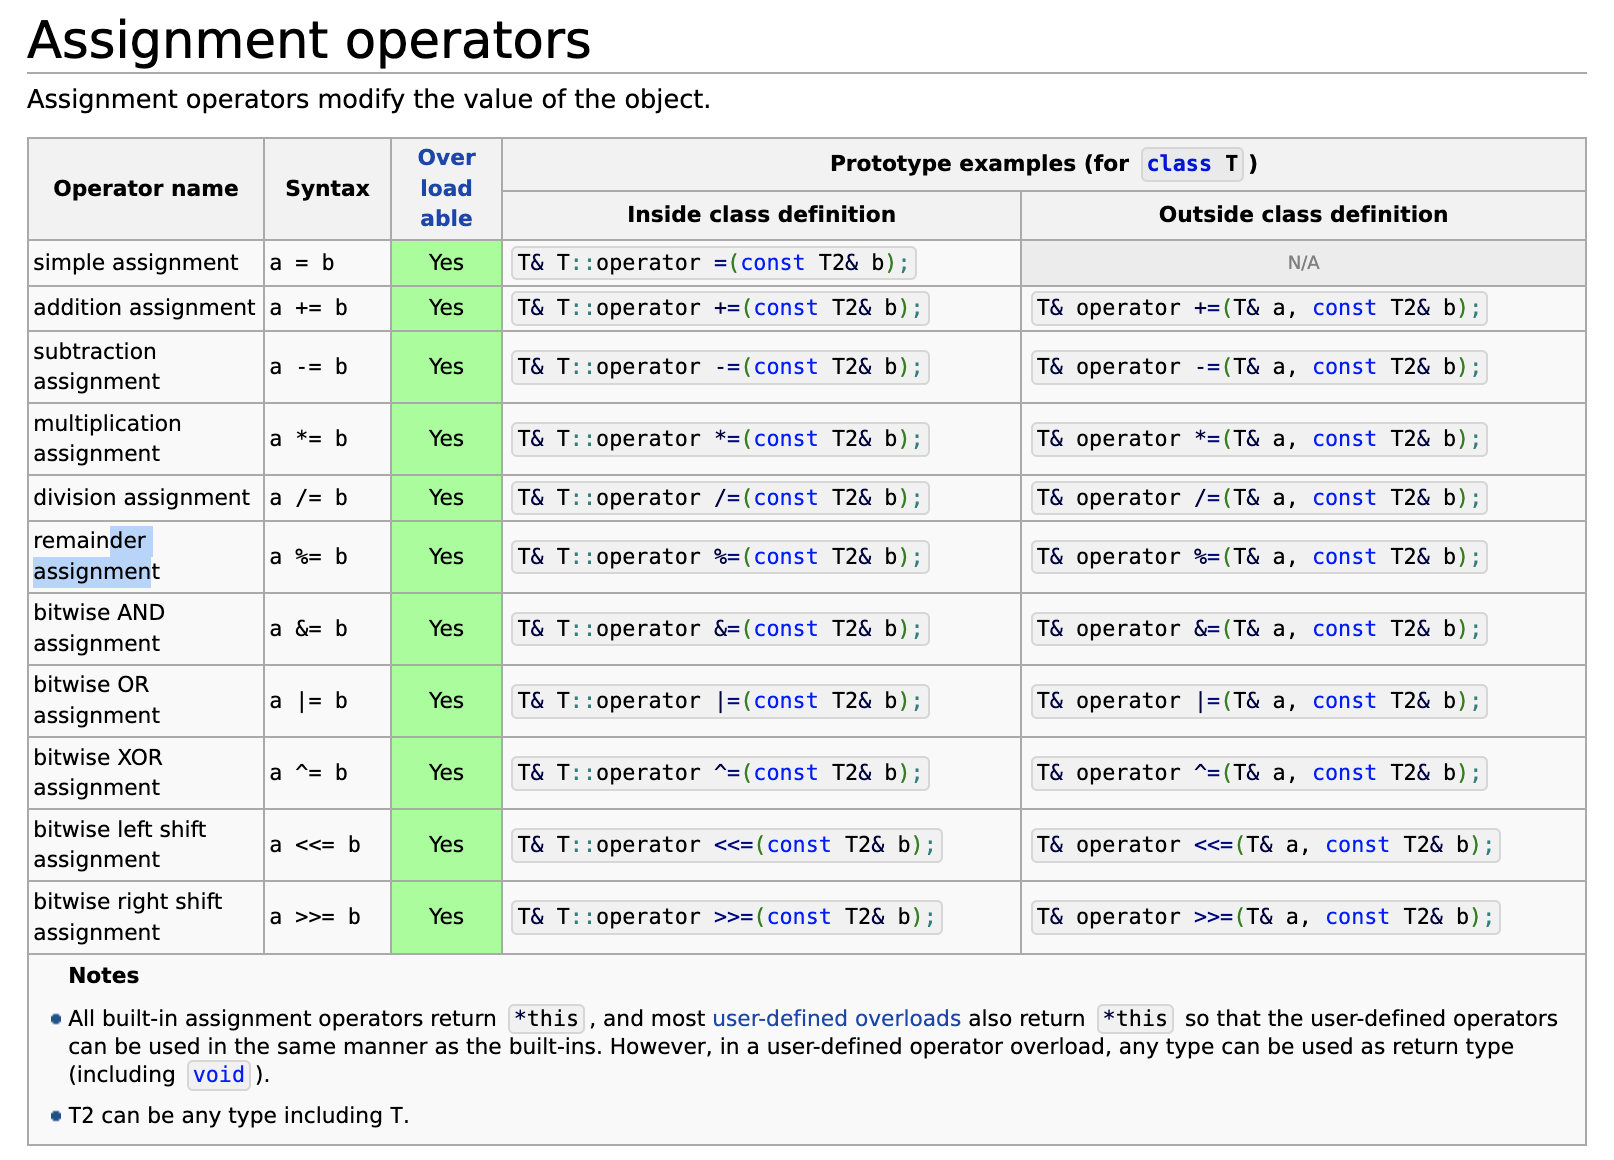 Assignment operators
Assignment operators modify the value of the object.
Operator name
Syntax
Over
load
able
Prototype examples (for class T )
Inside class definition
Outside class definition
simple assignment
a = b
Yes
T& T::operator =(const T2& b);
N/A
addition assignment
a += b
Yes
T& T::operator +=(const T2& b);
T& operator +=(T& a, const T2& b);
subtraction
assignment
a -= b
Yes
T& T::operator -=(const T2& b);
T& operator -=(T& a, const T2& b);
multiplication
assignment
a *= b
Yes
T& T::operator *=(const T2& b);
T& operator *=(T& a, const T2& b);
division assignment
a /= b
Yes
T& T::operator /=(const T2& b);
T& operator /=(T& a, const T2& b);
remainder
assignment
a %= b
Yes
T& T::operator %=(const T2& b);
T& operator %=(T& a, const T2& b);
bitwise AND
assignment
a &= b
Yes
T& T::operator &=(const T2& b);
T& operator &=(T& a, const T2& b);
bitwise OR
assignment
a |= b
Yes
T& T::operator |=(const T2& b);
T& operator |=(T& a, const T2& b);
bitwise XOR
assignment
a ^= b
Yes
T& T::operator ^=(const T2& b);
T& operator ^=(T& a, const T2& b);
bitwise left shift
assignment
a <<= b
Yes
T& T::operator <<=(const T2& b);
T& operator <<=(T& a, const T2& b);
bitwise right shift
assignment
a >>= b
Yes
T& T::operator >>=(const T2& b);
T& operator >>=(T& a, const T2& b);
Notes
All built-in assignment operators return *this , and most user-defined overloads also return *this so that the user-defined operators
can be used in the same manner as the built-ins. However, in a user-defined operator overload, any type can be used as return type
(including void ).
T2 can be any type including T.